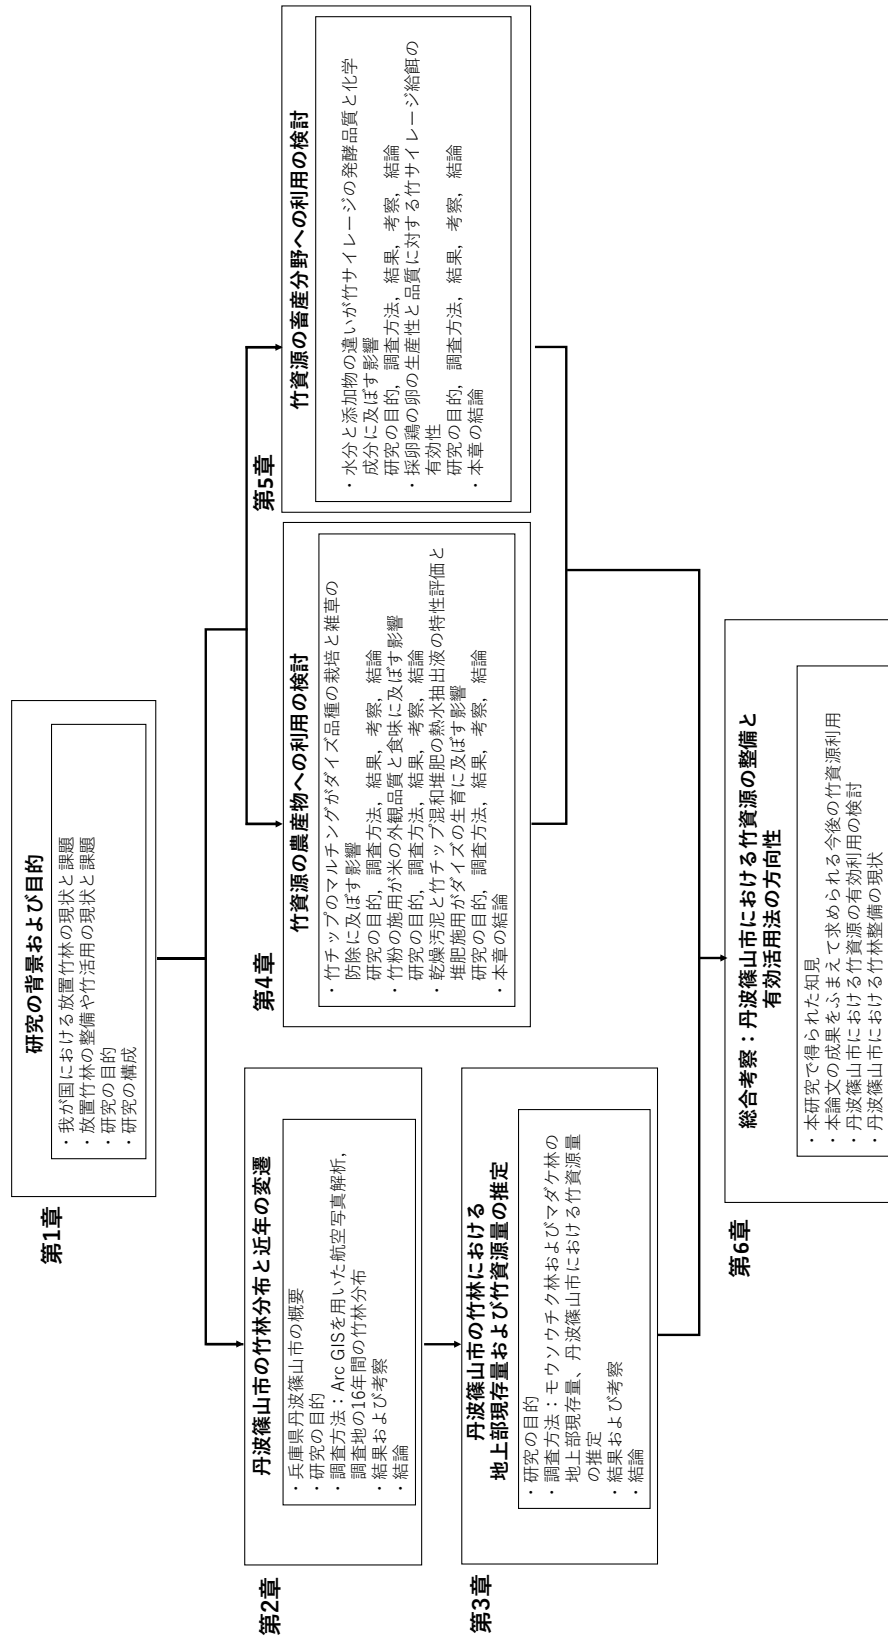 第1章
研究の背景および目的
・我が国における放置竹林の現状と課題
・放置竹林の整備や竹活用の現状と課題
・研究の目的
・研究の構成
第2章
丹波篠山市の竹林分布と近年の変遷
・兵庫県丹波篠山市の概要
・研究の目的
・調査方法：Arc GISを用いた航空写真解析，
調査地の16年間の竹林分布
・結果および考察
・結論
第3章
丹波篠山市の竹林における
地上部現存量および竹資源量の推定
・研究の目的
・調査方法：モウソウチク林およびマダケ林の
地上部現存量、丹波篠山市における竹資源量
の推定
・結果および考察
・結論
第4章
竹資源の農産物への利用の検討
・竹チップのマルチングがダイズ品種の栽培と雑草の
防除に及ぼす影響
研究の目的，調査方法，結果，考察，結論
・竹粉の施用が米の外観品質と食味に及ぼす影響
研究の目的，調査方法，結果，考察，結論
・乾燥汚泥と竹チップ混和堆肥の熱水抽出液の特性評価と
堆肥施用がダイズの生育に及ぼす影響
研究の目的，調査方法，結果，考察，結論
・本章の結論
第5章
竹資源の畜産分野への利用の検討
・水分と添加物の違いが竹サイレージの発酵品質と化学
成分に及ぼす影響
研究の目的，調査方法，結果，考察，結論
・採卵鶏の卵の生産性と品質に対する竹サイレージ給餌の
有効性
研究の目的，調査方法，結果，考察，結論
・本章の結論
第6章
総合考察：丹波篠山市における竹資源の整備と
有効活用法の方向性
・本研究で得られた知見
・本論文の成果をふまえて求められる今後の竹資源利用
・丹波篠山市における竹資源の有効利用の検討
・丹波篠山市における竹林整備の現状